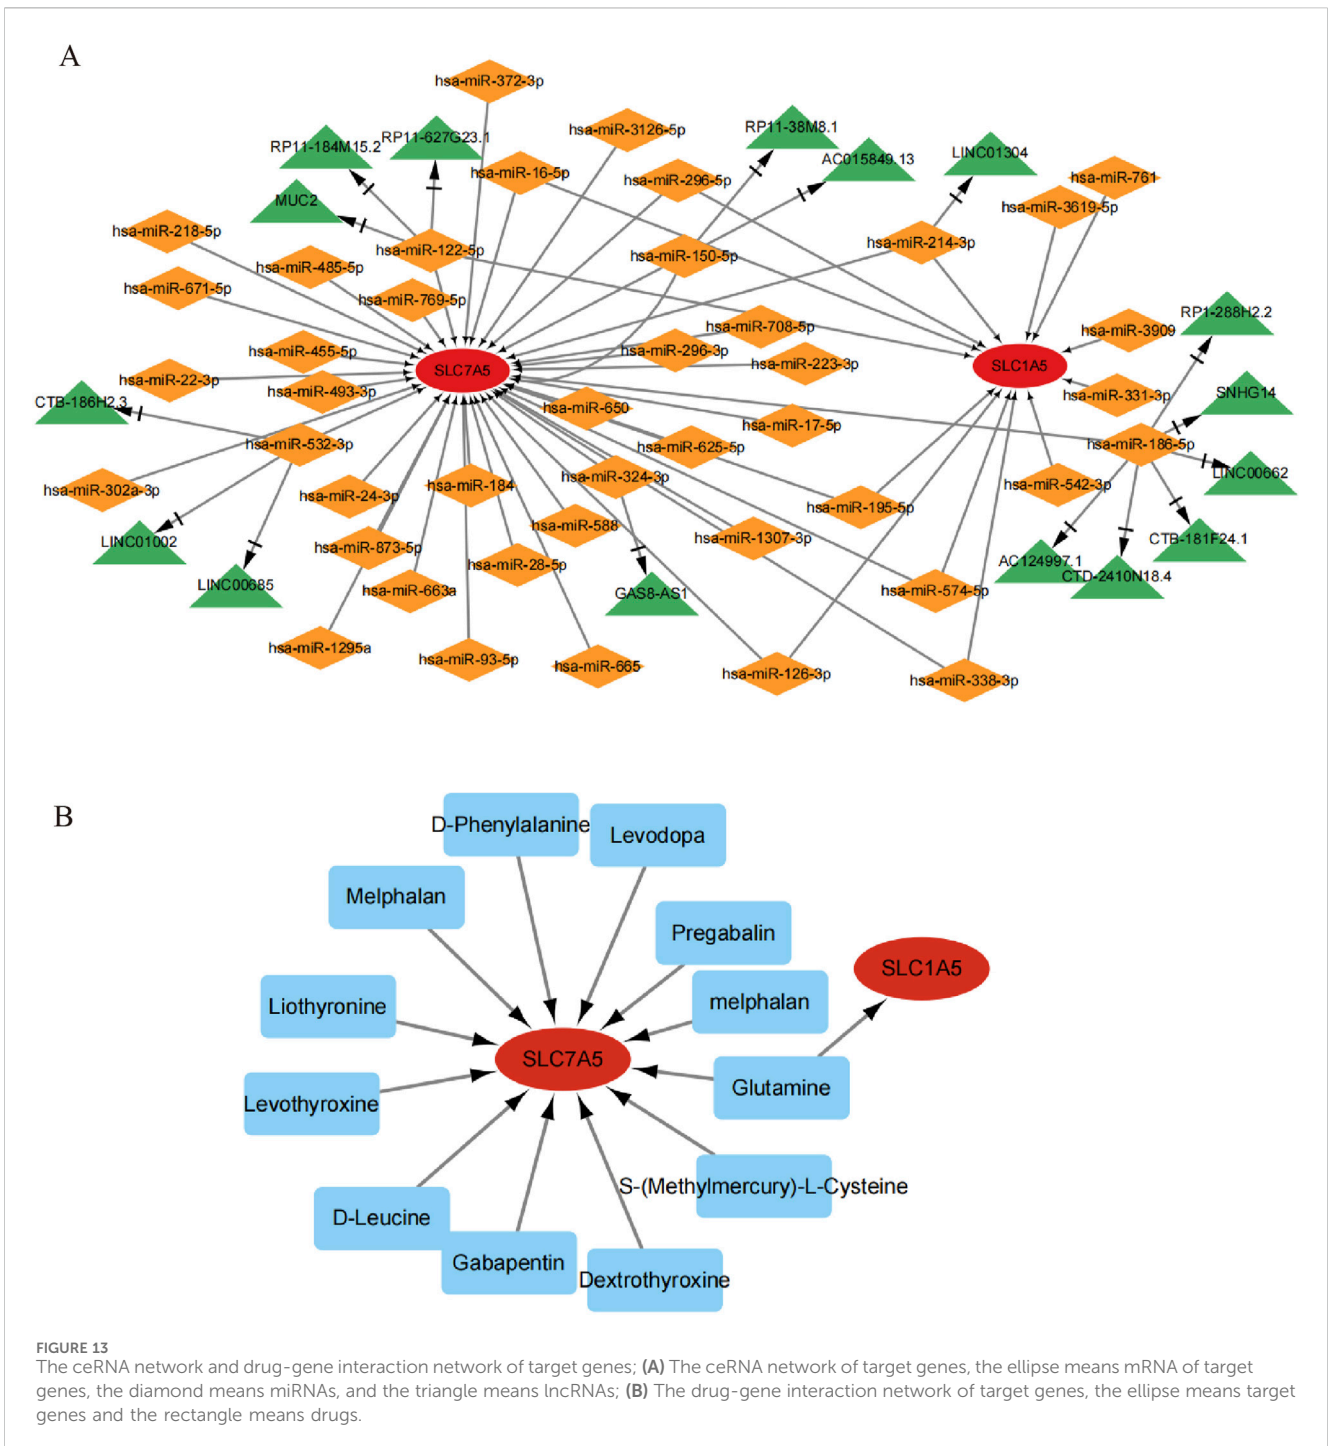 A
hsa-miR-372-3p
hsa-miR-3126-5p
RP11-38M8.1
RP11-627G23.1
RP11-184M15.2
LINC01304
AC015849.13
hsa-miR-16-5p
hsa-miR-296-5p
hsa-miR-761
MUC2
hsa-miR-3619-5p
hsa-miR-218-5p
hsa-miR-122-5p
hsa-miR-214-3p
hsa-miR-150-5p
hsa-miR-485-5p
hsa-miR-671-5p
hsa-miR-769-5p
RP1-288H2.2
hsa-miR-708-5p
hsa-miR-3909
hsa-miR-455-5p
hsa-miR-296-3p
hsa-miR-223-3p
SLC7A5
SLC1A5
hsa-miR-22-3p
hsa-miR-493-3p
hsa-miR-331-3p
SNHG14
CTB-186H2.3
hsa-miR-650
hsa-miR-17-5p
hsa-miR-532-3p
hsa-miR-625-5p
hsa-miR-186-5p
LINC00662
hsa-miR-324-3p
hsa-miR-302a-3p
hsa-miR-24-3p
hsa-miR-184
hsa-miR-542-3p
hsa-miR-195-5p
hsa-miR-588
LINC01002
hsa-miR-1307-3p
CTB-181F24.1
hsa-miR-873-5p
hsa-miR-28-5p
AC124997.1
CTD-2410N18.4
LINC00685
hsa-miR-663a
GAS8-AS1
hsa-miR-574-5p
hsa-miR-1295a
hsa-miR-93-5p
hsa-miR-665
hsa-miR-126-3p
hsa-miR-338-3p
B
D-Phenylalanine
Levodopa
Melphalan
Pregabalin
SLC1A5
Liothyronine
melphalan
SLC7A5
Glutamine
Levothyroxine
S-(Methylmercury)-L-Cysteine
D-Leucine
Gabapentin
Dextrothyroxine
FIGURE 13
The ceRNA network and drug-gene interaction network of target genes; (A) The ceRNA network of target genes, the ellipse means mRNA of target
genes, the diamond means miRNAs, and the triangle means lncRNAs; (B) The drug-gene interaction network of target genes, the ellipse means target
genes and the rectangle means drugs.